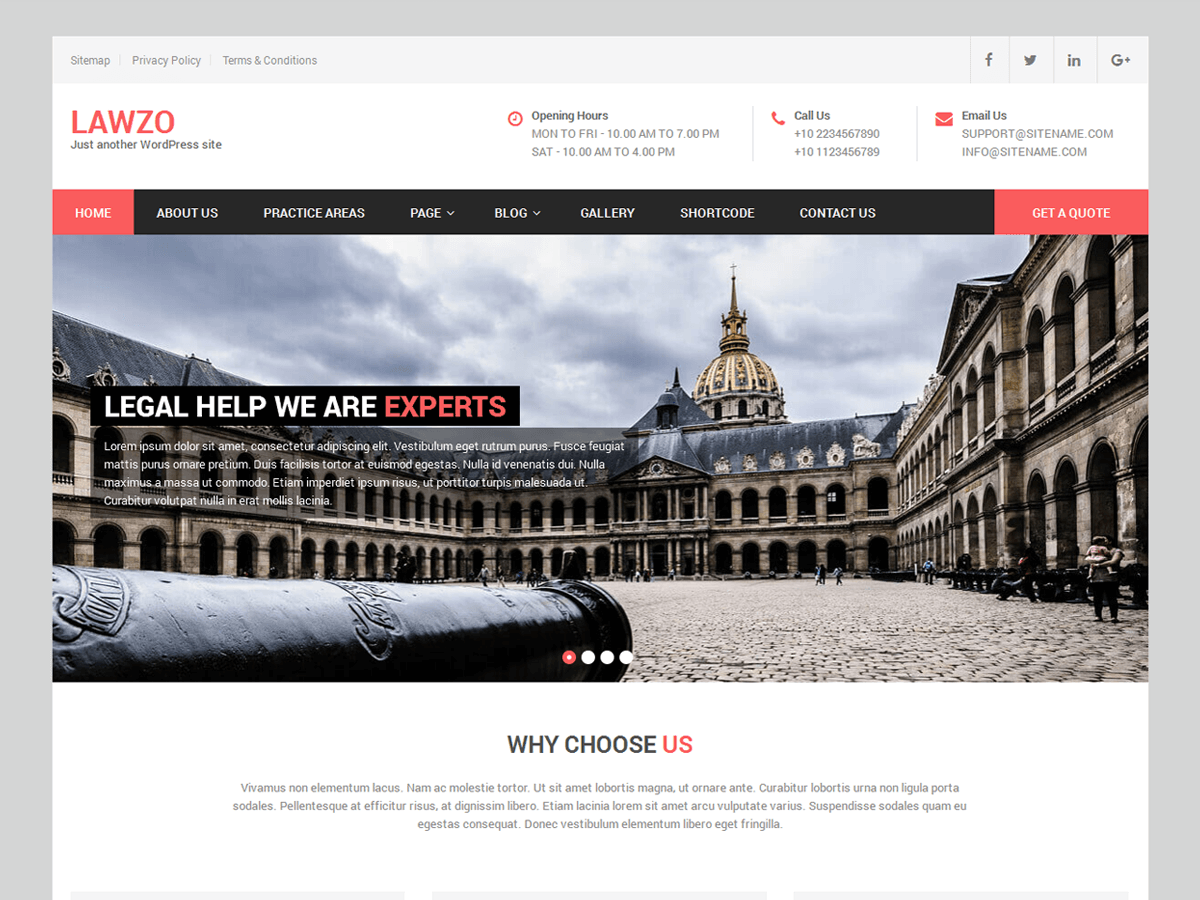 Sitemap
Privacy Policy
Terms & Conditions
LAWZO
Just another WordPress site
Opening Hours
MON TO FRI - 10.00 AM TO 7.00 PM
SAT - 10.00 AM TO 4.00 PM
Call Us
+10 2234567890
+10 1123456789
Email Us
SUPPORT@SITENAME.COM
INFO@SITENAME.COM
HOME ABOUT US PRACTICE AREAS PAGE BLOG GALLERY SHORTCODE CONTACT US GET A QUOTE
LEGAL HELP WE ARE EXPERTS
Lorem ipsum dolor sit amet, consectetur adipiscing elit. Vestibulum eget rutrum purus. Fusce feugiat
mattis purus ornare pretium. Duis facilisis tortor at euismod egestas. Nulla id venenatis dui. Nulla
maximus a massa ut commodo. Etiam imperdiet ipsum risus, ut porttitor turpis malesuada ut.
Curabitur volutpat nulla in erat mollis lacinia.
WHY CHOOSE US
Vivamus non elementum lacus. Nam ac molestie tortor. Ut sit amet lobortis magna, ut ornare ante. Curabitur lobortis urna non ligula porta
sodales. Pellentesque at efficitur risus, at dignissim libero. Etiam lacinia lorem sit amet arcu vulputate varius. Suspendisse sodales quam eu
egestas consequat. Donec vestibulum elementum libero eget fringilla.